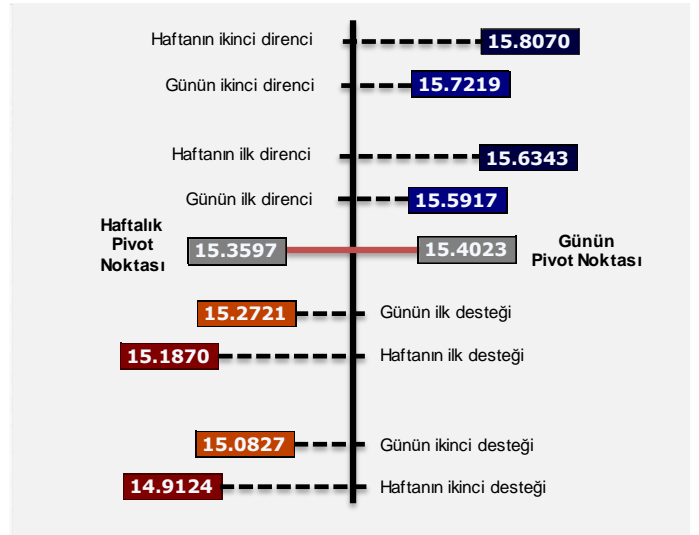 Haftanın ikinci direnci
15.8070
Günün ikinci direnci
15.7219
Haftanın ilk direnci
15.6343
Günün ilk direnci
15.5917
Haftalık
Pivot
Noktası
15.3597
15.4023
Günün
Pivot Noktası
15.2721
Günün ilk desteği
15.1870
Haftanın ilk desteği
15.0827
Günün ikinci desteği
14.9124
Haftanın ikinci desteği